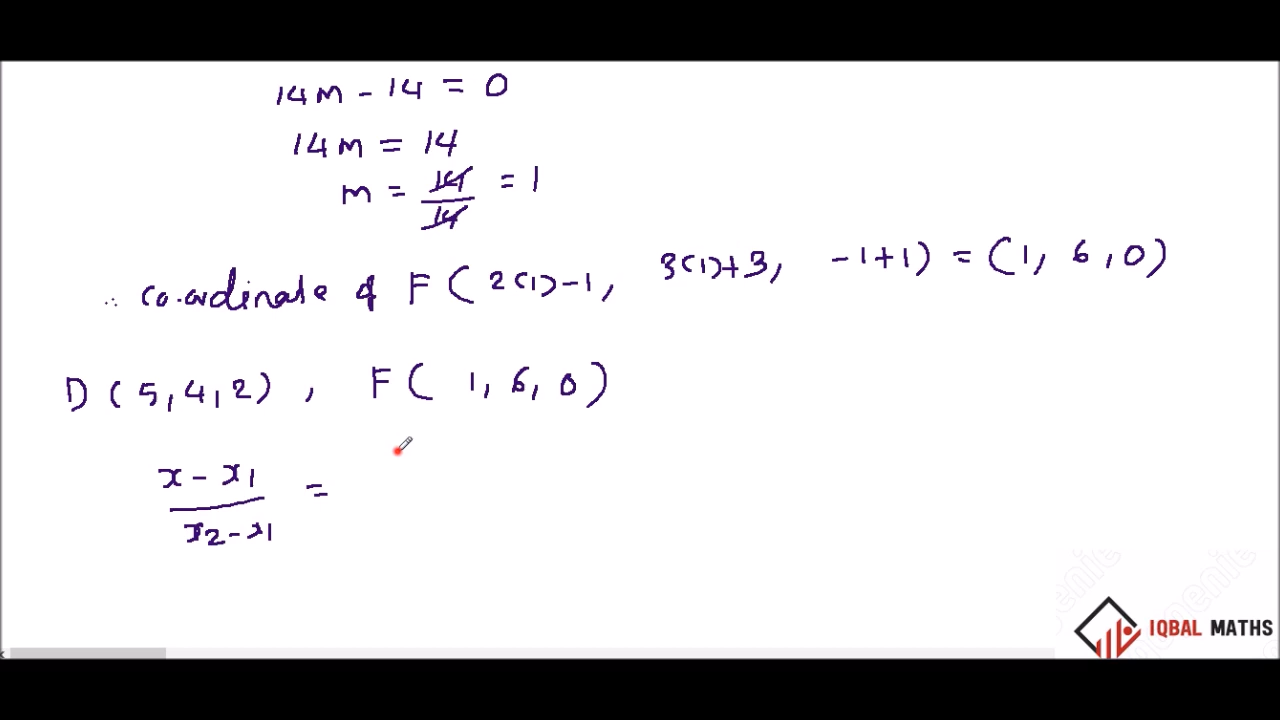 14m - 14 = 0
14m = 14
m = 14/14 = 1
∴ co.ordinate of F ( 2(1)-1, 3(1)+3, -1+1) = (1, 6, 0)
D ( 5, 4, 2) , F ( 1, 6, 0)
x - x1 / x2 - x1 =
IQBAL MATHS